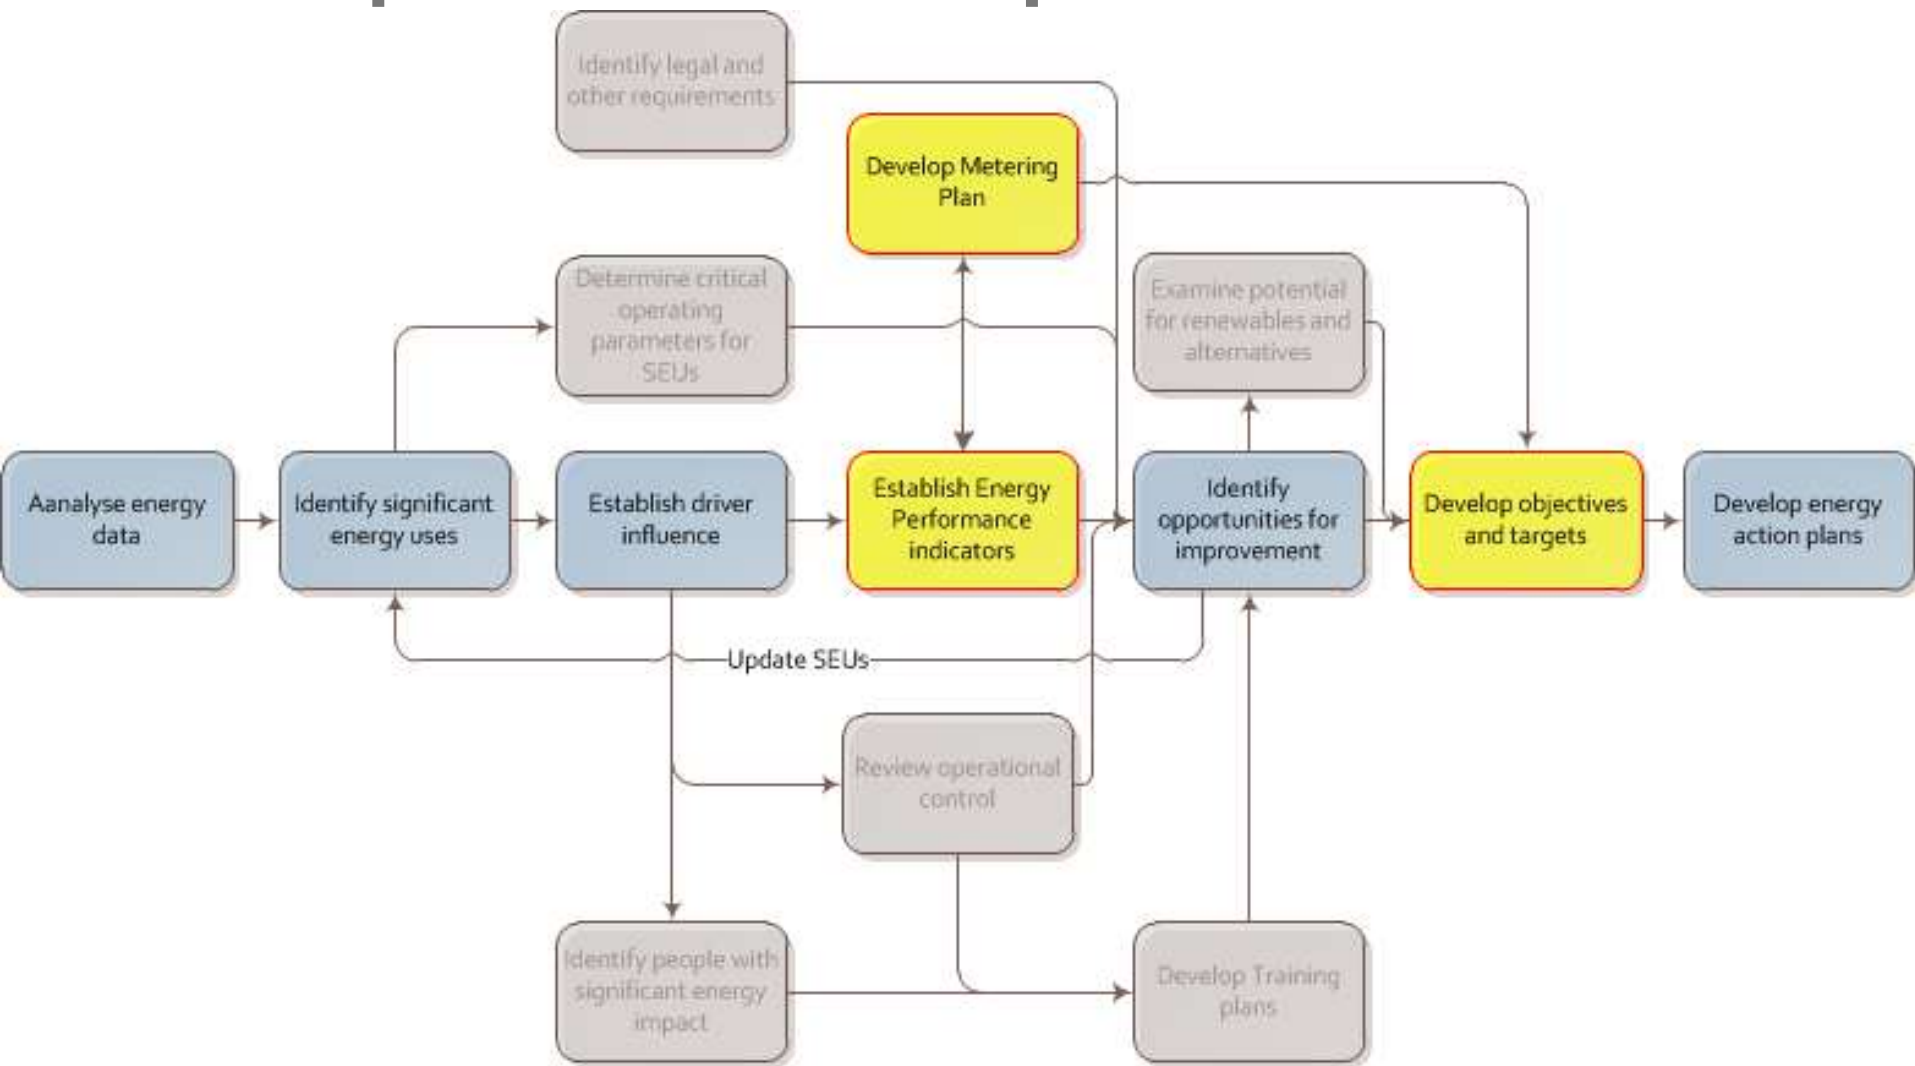 Identify legal and
other requirements
Develop Metering
Plan
Determine critical
operating
parameters for
SEUs
Examine potential
for renewables and
alternatives
Aanalyse energy
data
Identify significant
energy uses
Establish driver
influence
Establish Energy
Performance
indicators
Identify
opportunities for
improvement
Develop objectives
and targets
Develop energy
action plans
Update SEUs
Review operational
control
Identify people with
significant energy
impact
Develop Training
plans